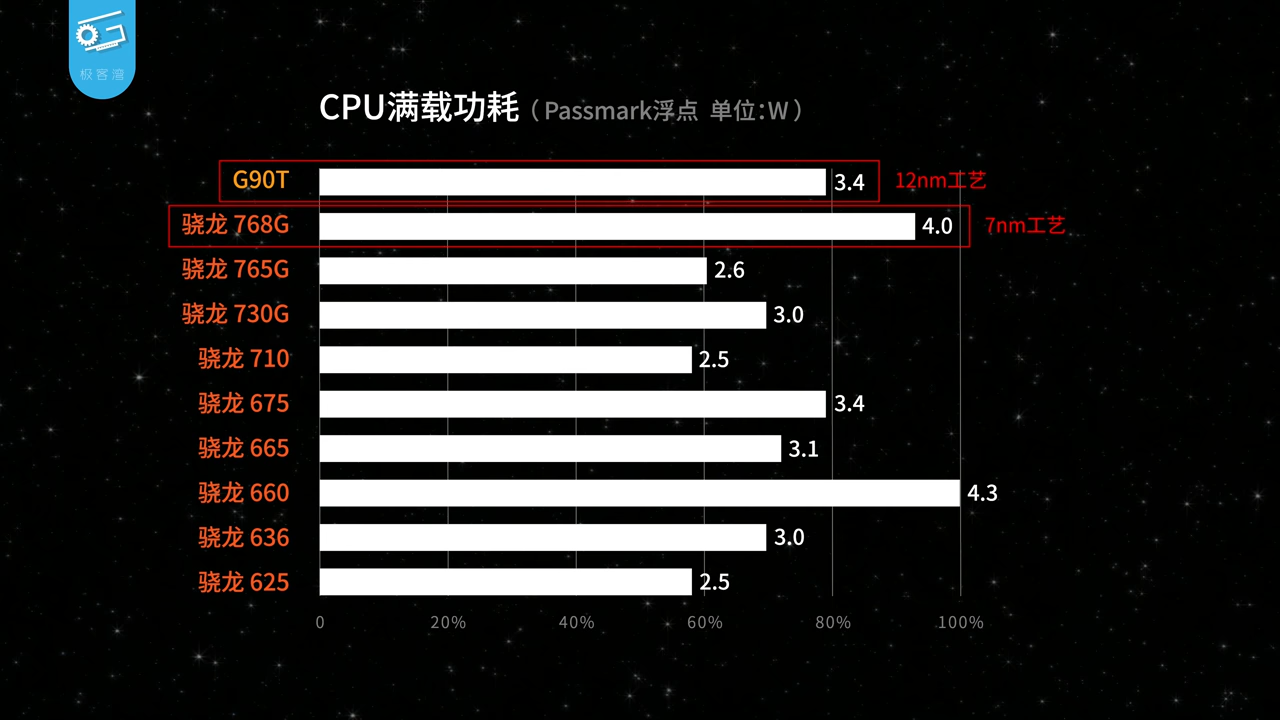 极客湾
CPU满载功耗（Passmark浮点 单位：W）
G90T 3.4 12nm工艺
骁龙 768G 4.0 7nm工艺
骁龙 765G 2.6
骁龙 730G 3.0
骁龙 710 2.5
骁龙 675 3.4
骁龙 665 3.1
骁龙 660 4.3
骁龙 636 3.0
骁龙 625 2.5
0 20% 40% 60% 80% 100%